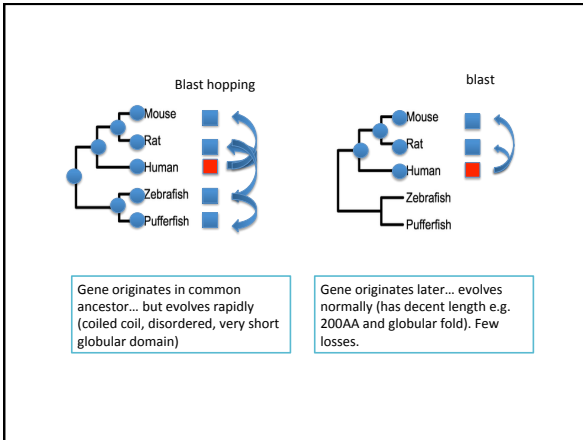 Blast hopping
Mouse
Rat
Human
Zebrafish
Pufferfish
Gene originates in common
ancestor... but evolves rapidly
(coiled coil, disordered, very short
globular domain)
blast
Mouse
Rat
Human
Zebrafish
Pufferfish
Gene originates later... evolves
normally (has decent length e.g.
200AA and globular fold). Few
losses.